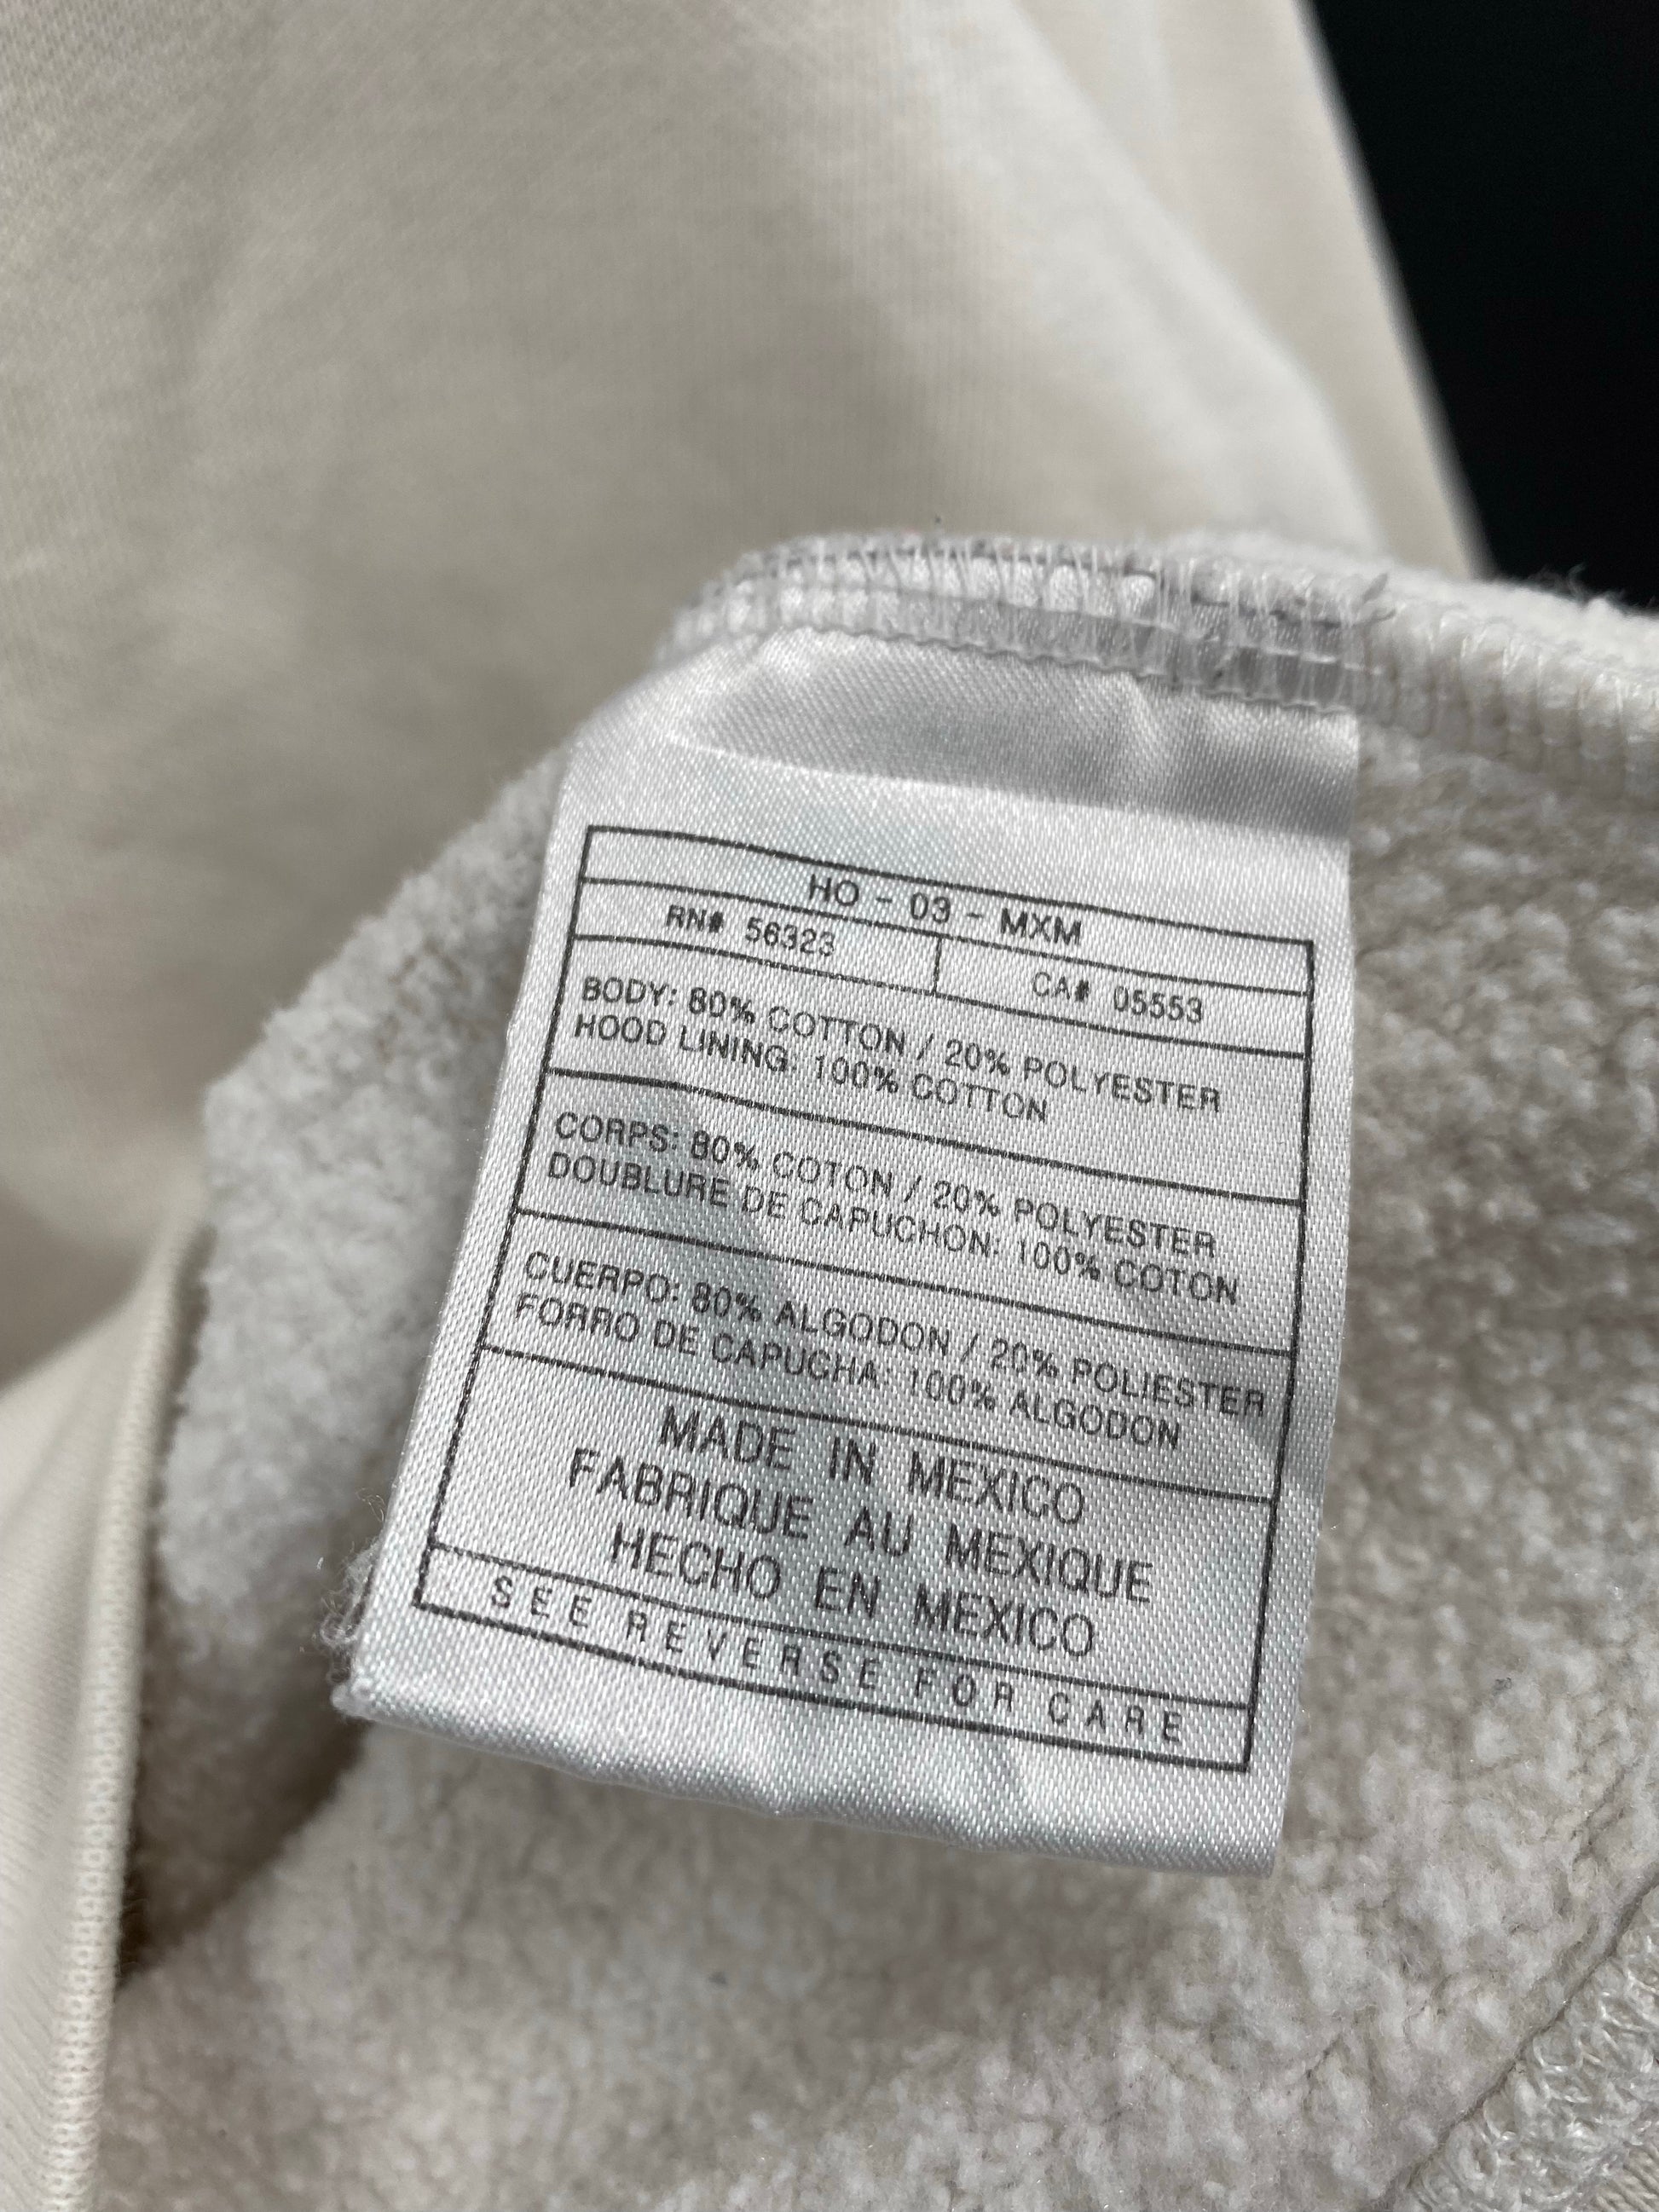 HO - 03 - MXM
RN# 56323 CA# 05553
BODY: 80% COTTON / 20% POLYESTER
HOOD LINING: 100% COTTON
CORPS: 80% COTON / 20% POLYESTER
DOUBLURE DE CAPUCHON: 100% COTON
CUERPO: 80% ALGODON / 20% POLIESTER
FORRO DE CAPUCHA: 100% ALGODON
MADE IN MEXICO
FABRIQUE AU MEXIQUE
HECHO EN MEXICO
SEE REVERSE FOR CARE